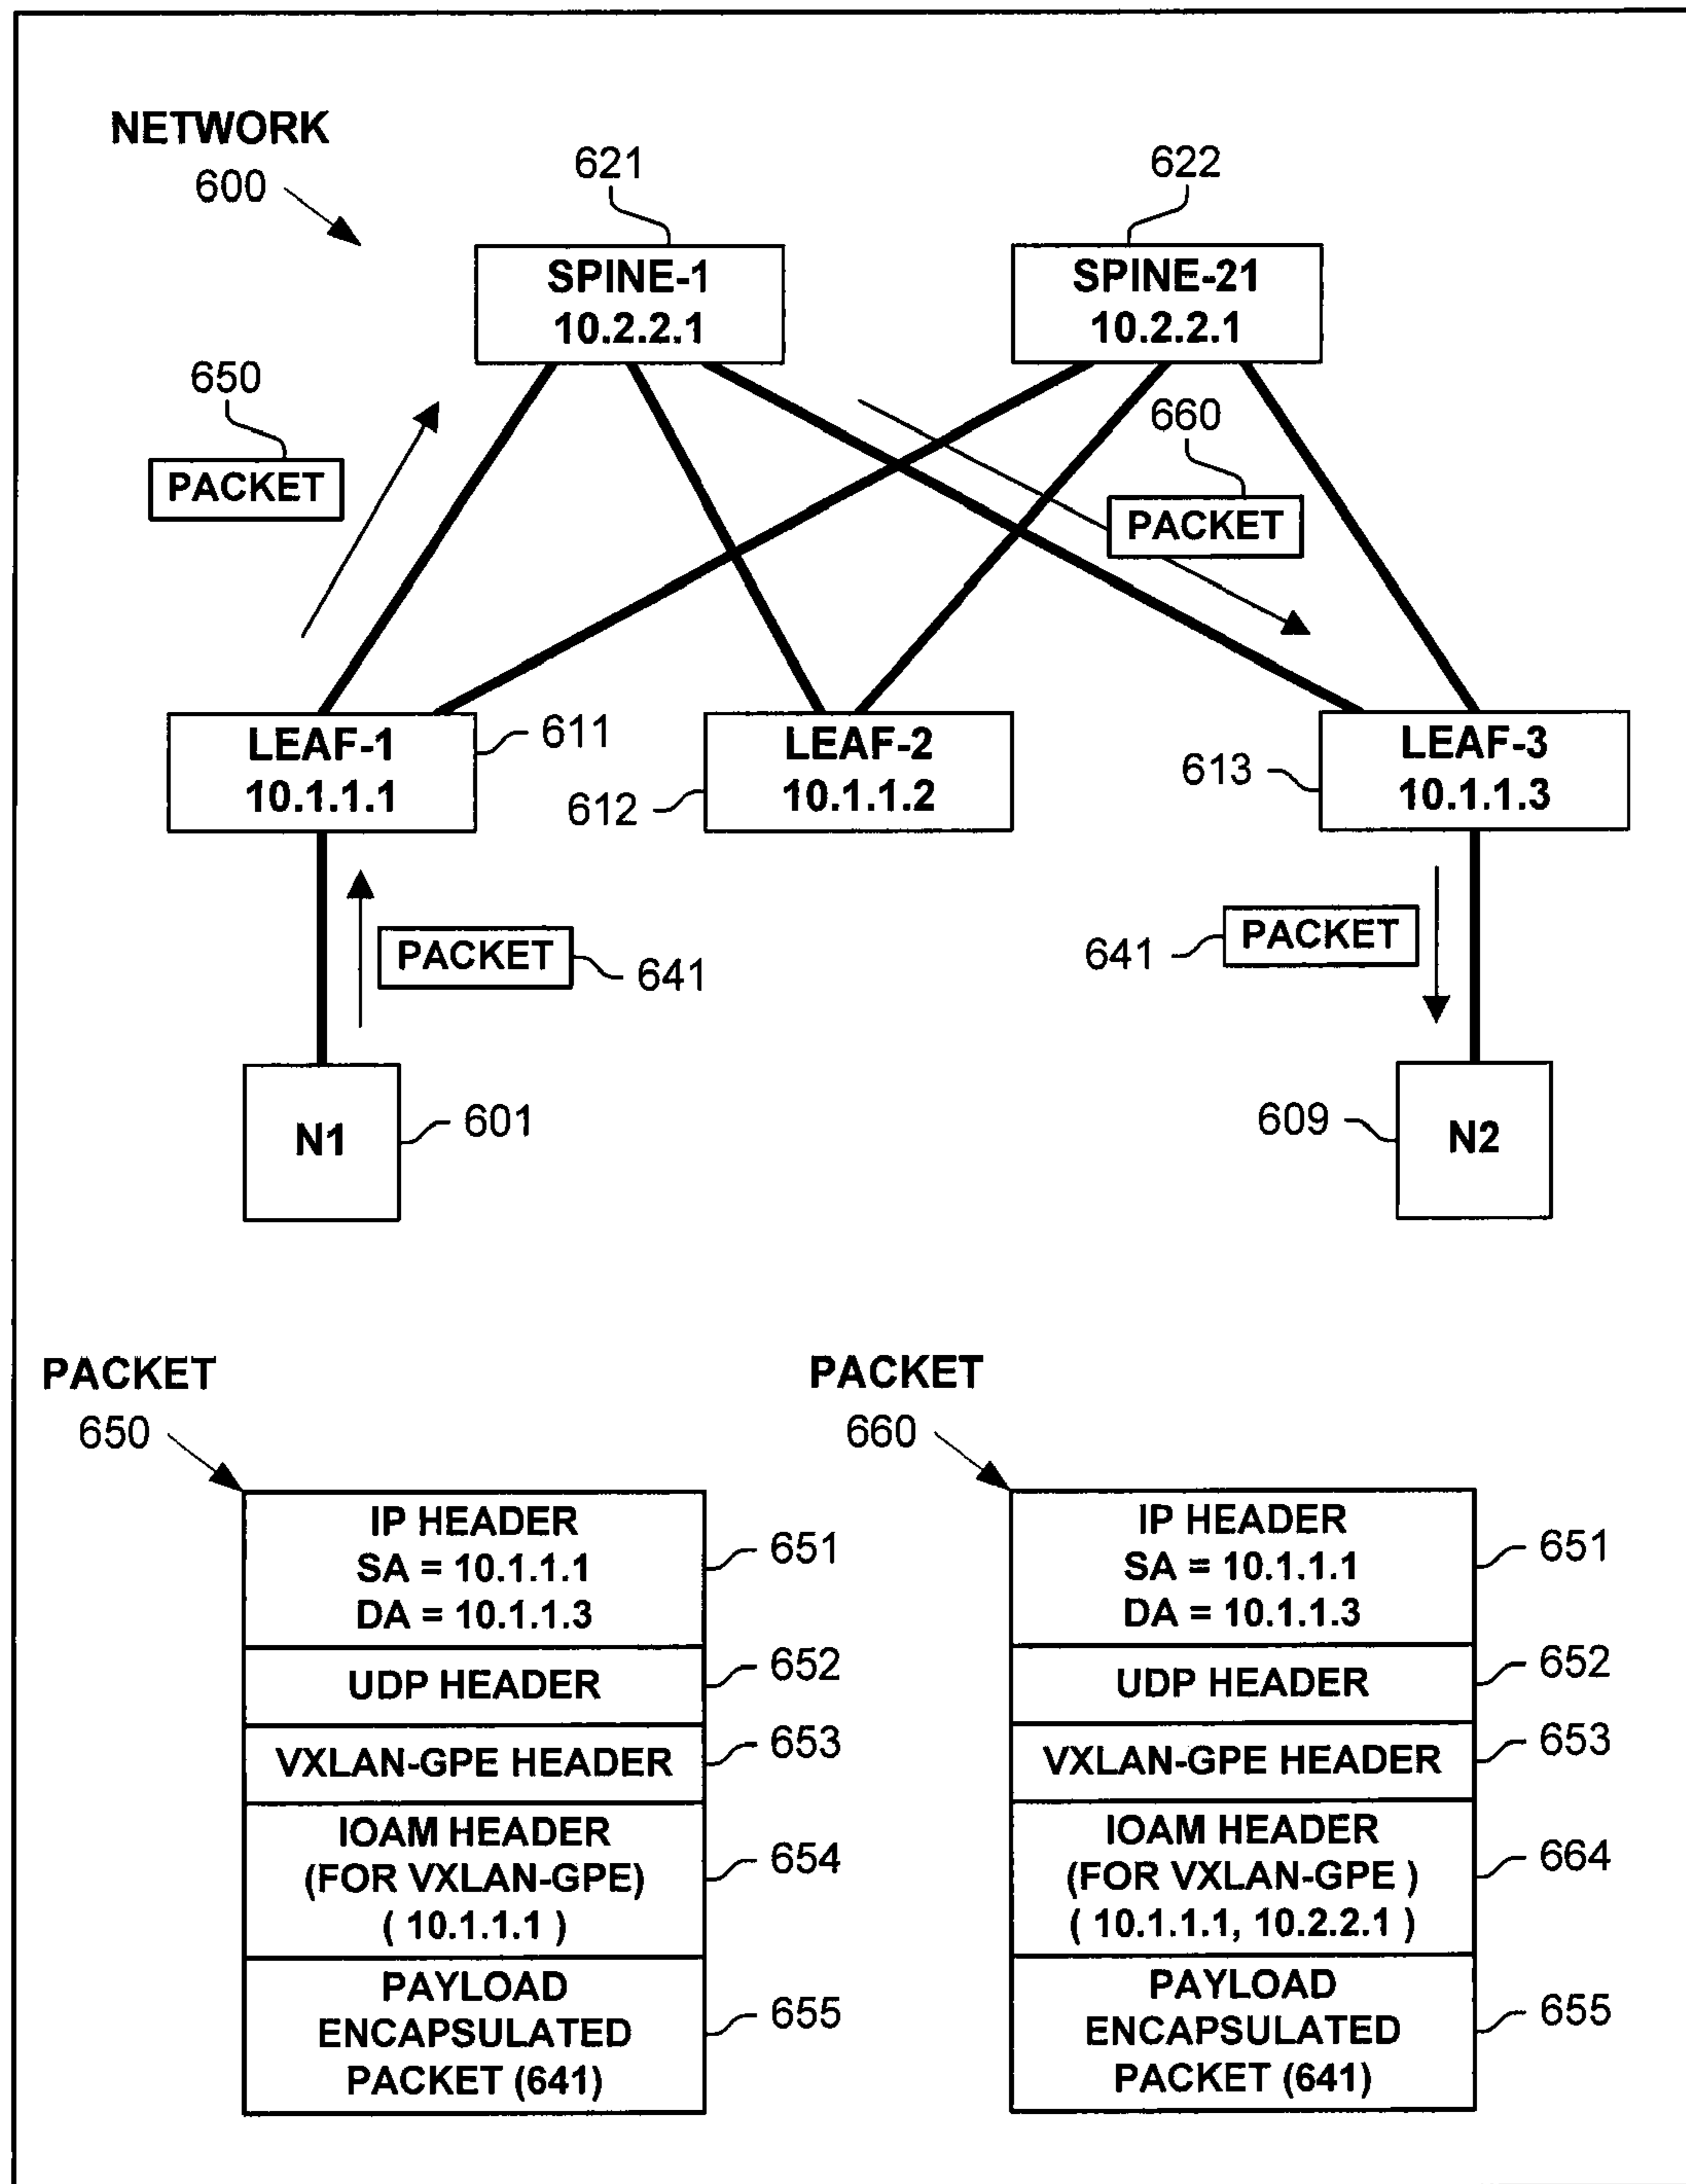 NETWORK
600
621
622
SPINE-1
10.2.2.1
SPINE-21
10.2.2.1
650
PACKET
660
PACKET
LEAF-1
10.1.1.1
611
LEAF-2
10.1.1.2
612
LEAF-3
10.1.1.3
613
PACKET
641
PACKET
641
N1
601
N2
609
PACKET
650
IP HEADER
SA = 10.1.1.1
DA = 10.1.1.3
651
UDP HEADER
652
VXLAN-GPE HEADER
653
IOAM HEADER
(FOR VXLAN-GPE)
( 10.1.1.1 )
654
PAYLOAD
ENCAPSULATED
PACKET (641)
655
PACKET
660
IP HEADER
SA = 10.1.1.1
DA = 10.1.1.3
651
UDP HEADER
652
VXLAN-GPE HEADER
653
IOAM HEADER
(FOR VXLAN-GPE )
( 10.1.1.1, 10.2.2.1 )
664
PAYLOAD
ENCAPSULATED
PACKET (641)
655